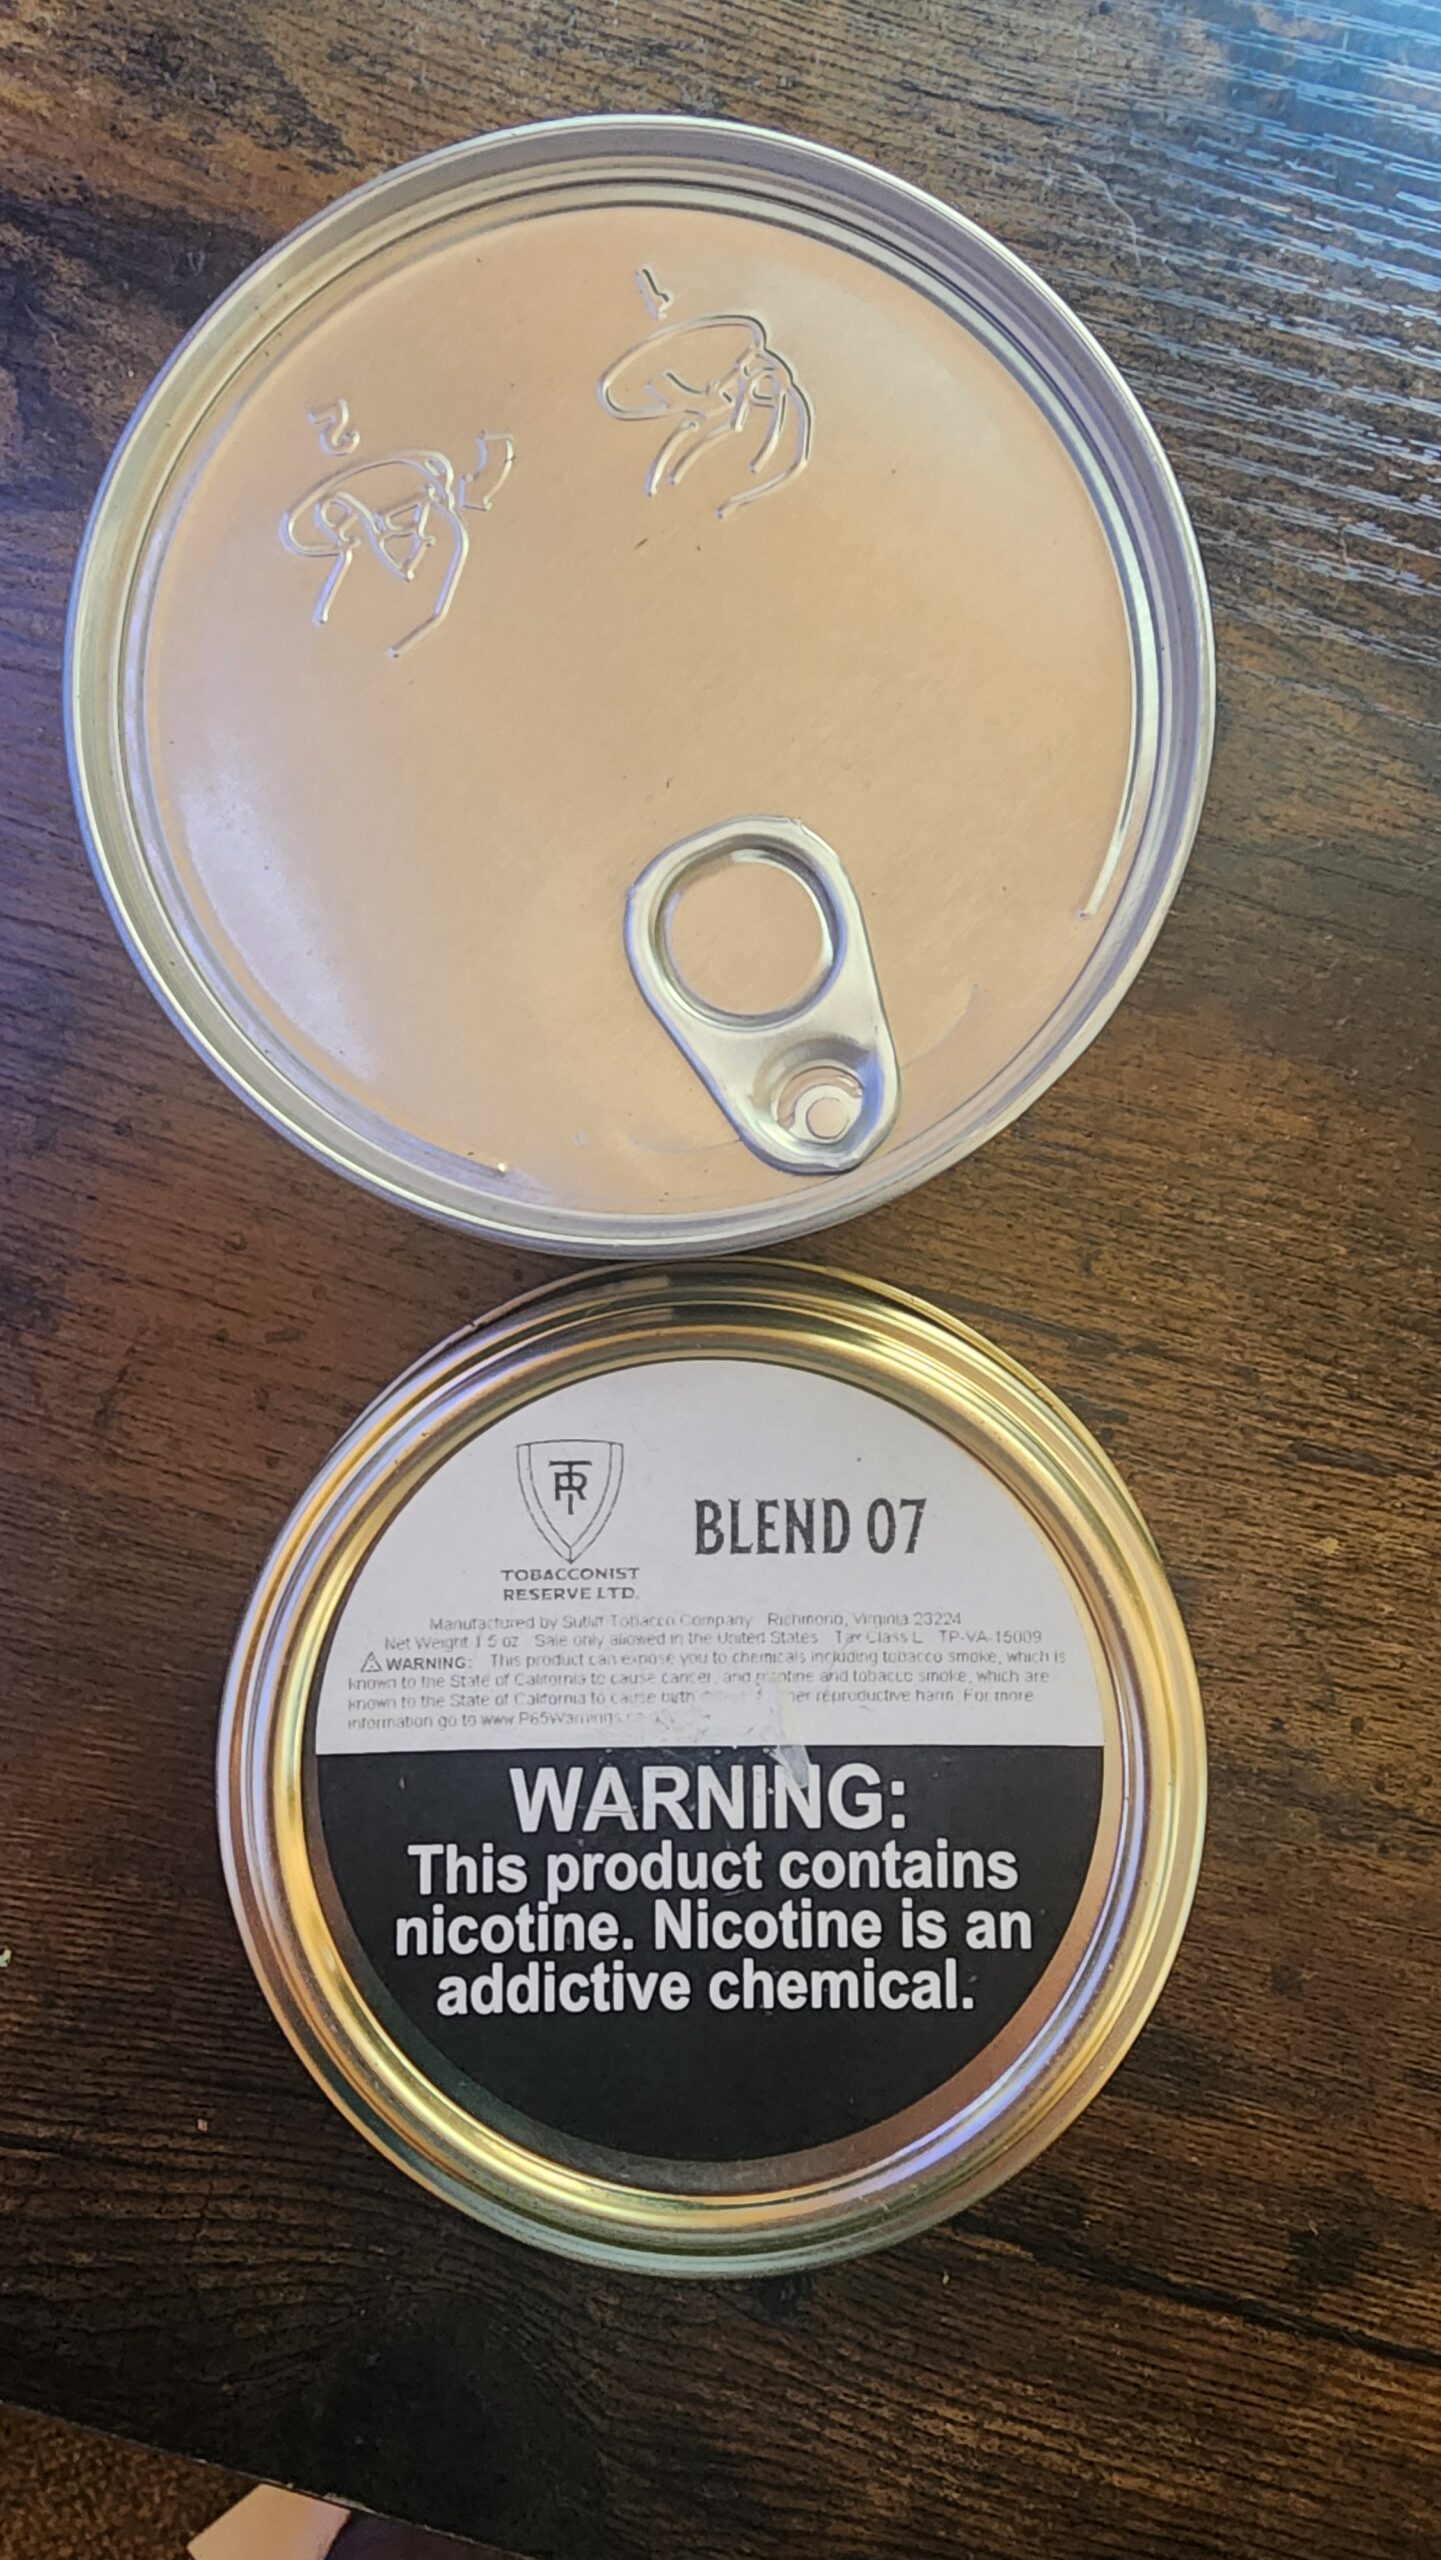 1
2
TR
TOBACCONIST
RESERVE LTD.
BLEND 07
Manufactured by Sutliff Tobacco Company Richmond, Virginia 23224
Net Weight 1.5 oz Sale only allowed in the United States Tax Class L TP-VA-15009
⚠ WARNING: This product can expose you to chemicals including tobacco smoke, which is
known to the State of California to cause cancer, and nicotine and tobacco smoke, which are
known to the State of California to cause birth reproductive harm. For more
information go to www.P65Warnings
WARNING:
This product contains
nicotine. Nicotine is an
addictive chemical.